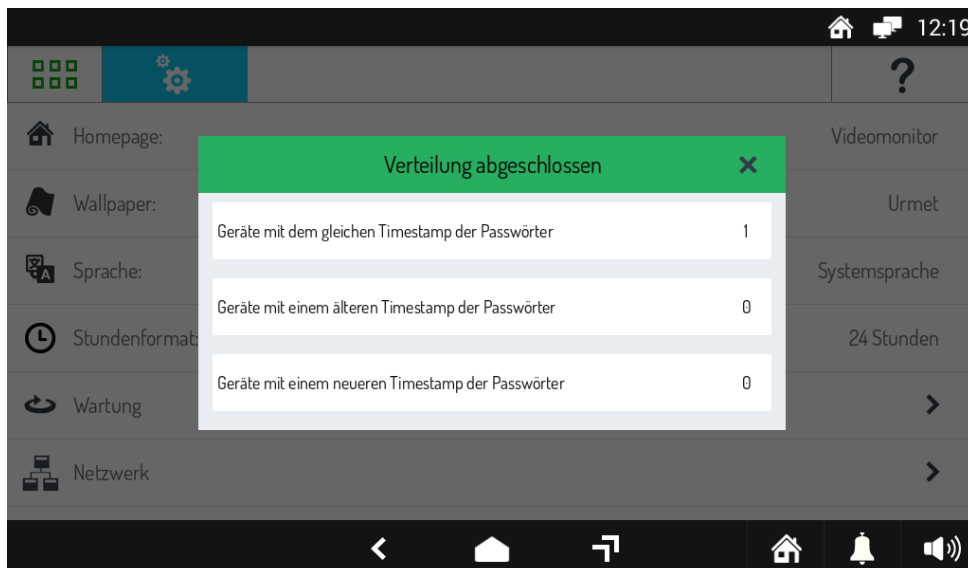 12:19
?
Homepage:
Videomonitor
Verteilung abgeschlossen
Wallpaper:
Urmet
Geräte mit dem gleichen Timestamp der Passwörter 1
Sprache:
Systemsprache
Geräte mit einem älteren Timestamp der Passwörter 0
Stundenformat:
24 Stunden
Geräte mit einem neueren Timestamp der Passwörter 0
Wartung
Netzwerk